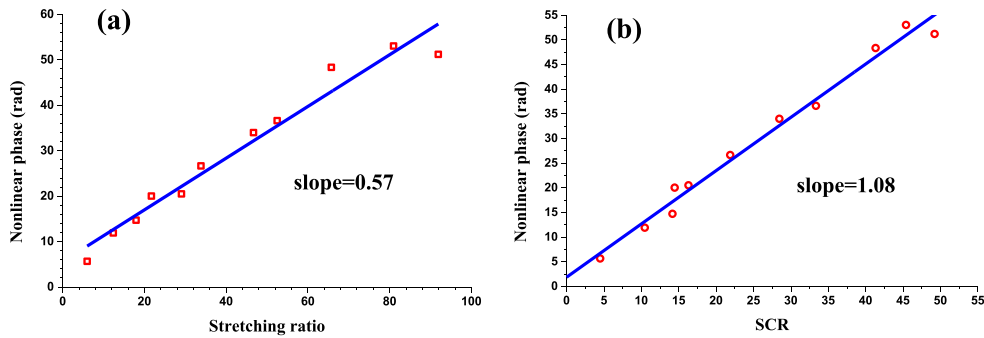 (a)
Nonlinear phase (rad)
60
50
40
30
20
10
0
0 20 40 60 80 100
Stretching ratio
slope=0.57
(b)
Nonlinear phase (rad)
55
50
45
40
35
30
25
20
15
10
5
0
0 5 10 15 20 25 30 35 40 45 50 55
SCR
slope=1.08